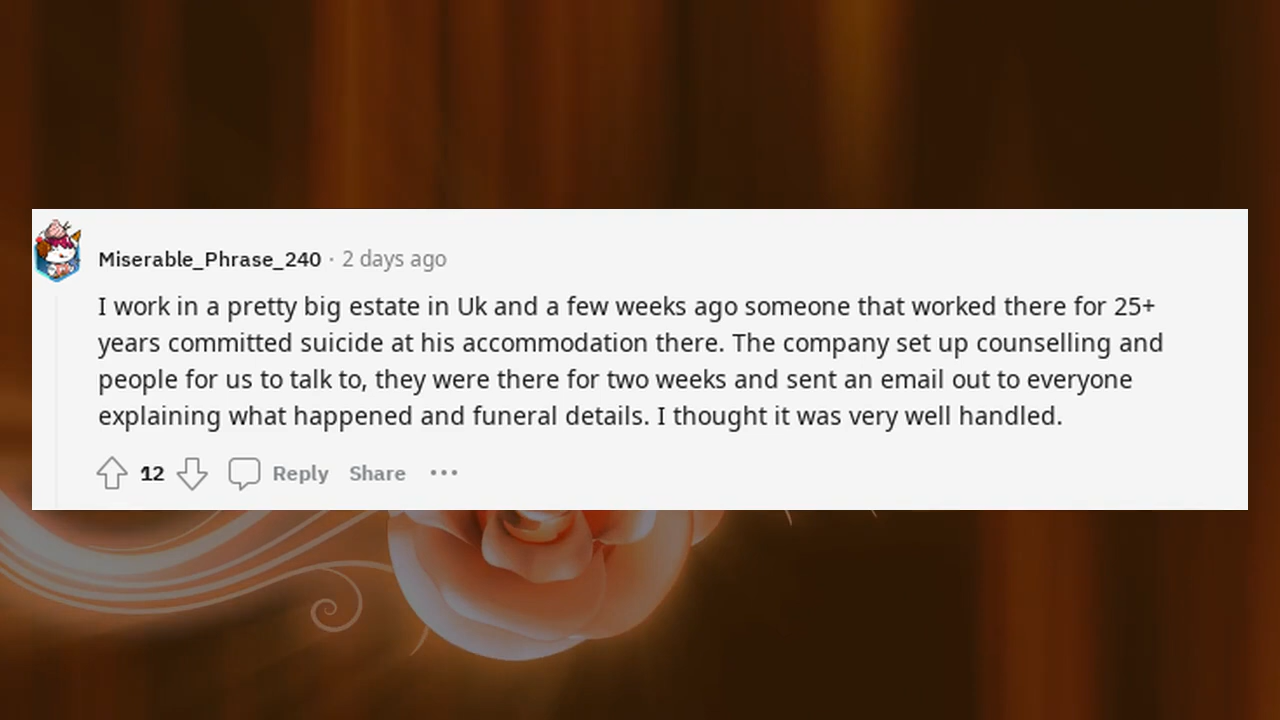 Miserable_Phrase_240 · 2 days ago
I work in a pretty big estate in Uk and a few weeks ago someone that worked there for 25+
years committed suicide at his accommodation there. The company set up counselling and
people for us to talk to, they were there for two weeks and sent an email out to everyone
explaining what happened and funeral details. I thought it was very well handled.
12 Reply Share •••